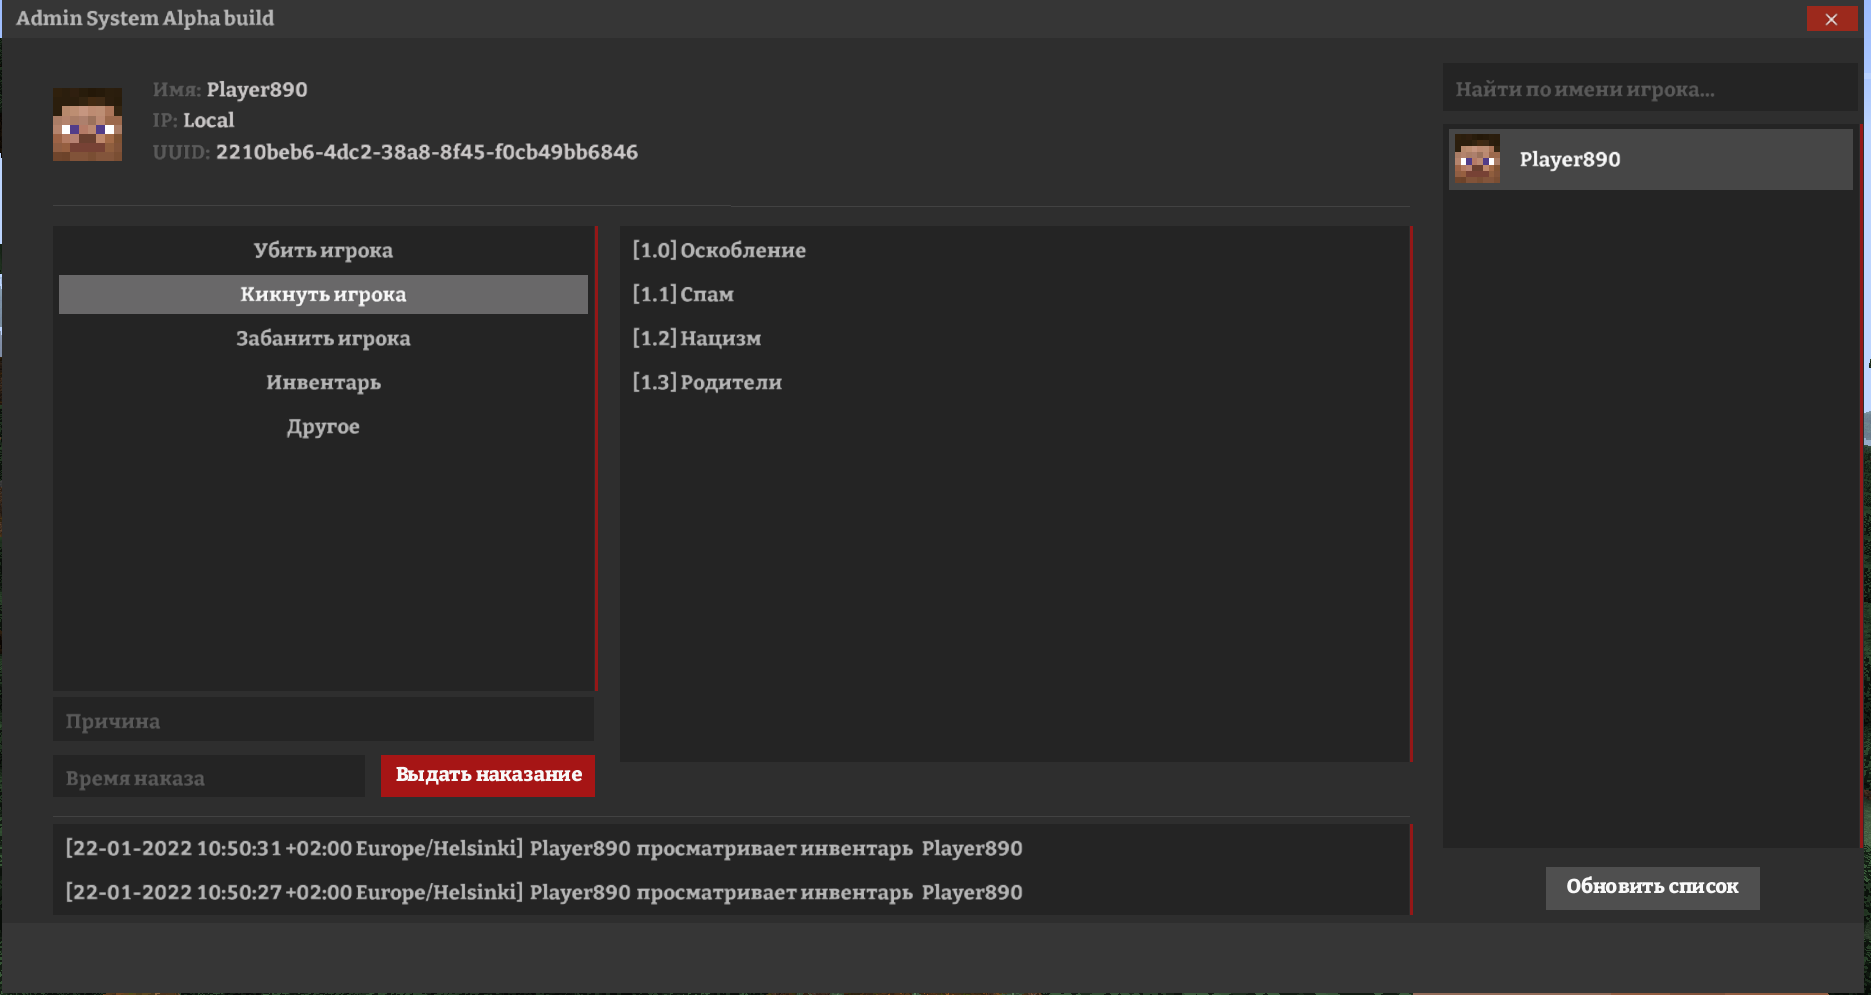 Admin System Alpha build
Имя: Player890
IP: Local
UUID: 2210beb6-4dc2-38a8-8f45-f0cb49bb6846
Убить игрока
Кикнуть игрока
Забанить игрока
Инвентарь
Другое
Причина
Время наказа
Выдать наказание
[1.0] Оскобление
[1.1] Спам
[1.2] Нацизм
[1.3] Родители
[22-01-2022 10:50:31 +02:00 Europe/Helsinki] Player890 просматривает инвентарь Player890
[22-01-2022 10:50:27 +02:00 Europe/Helsinki] Player890 просматривает инвентарь Player890
Найти по имени игрока...
Player890
Обновить список